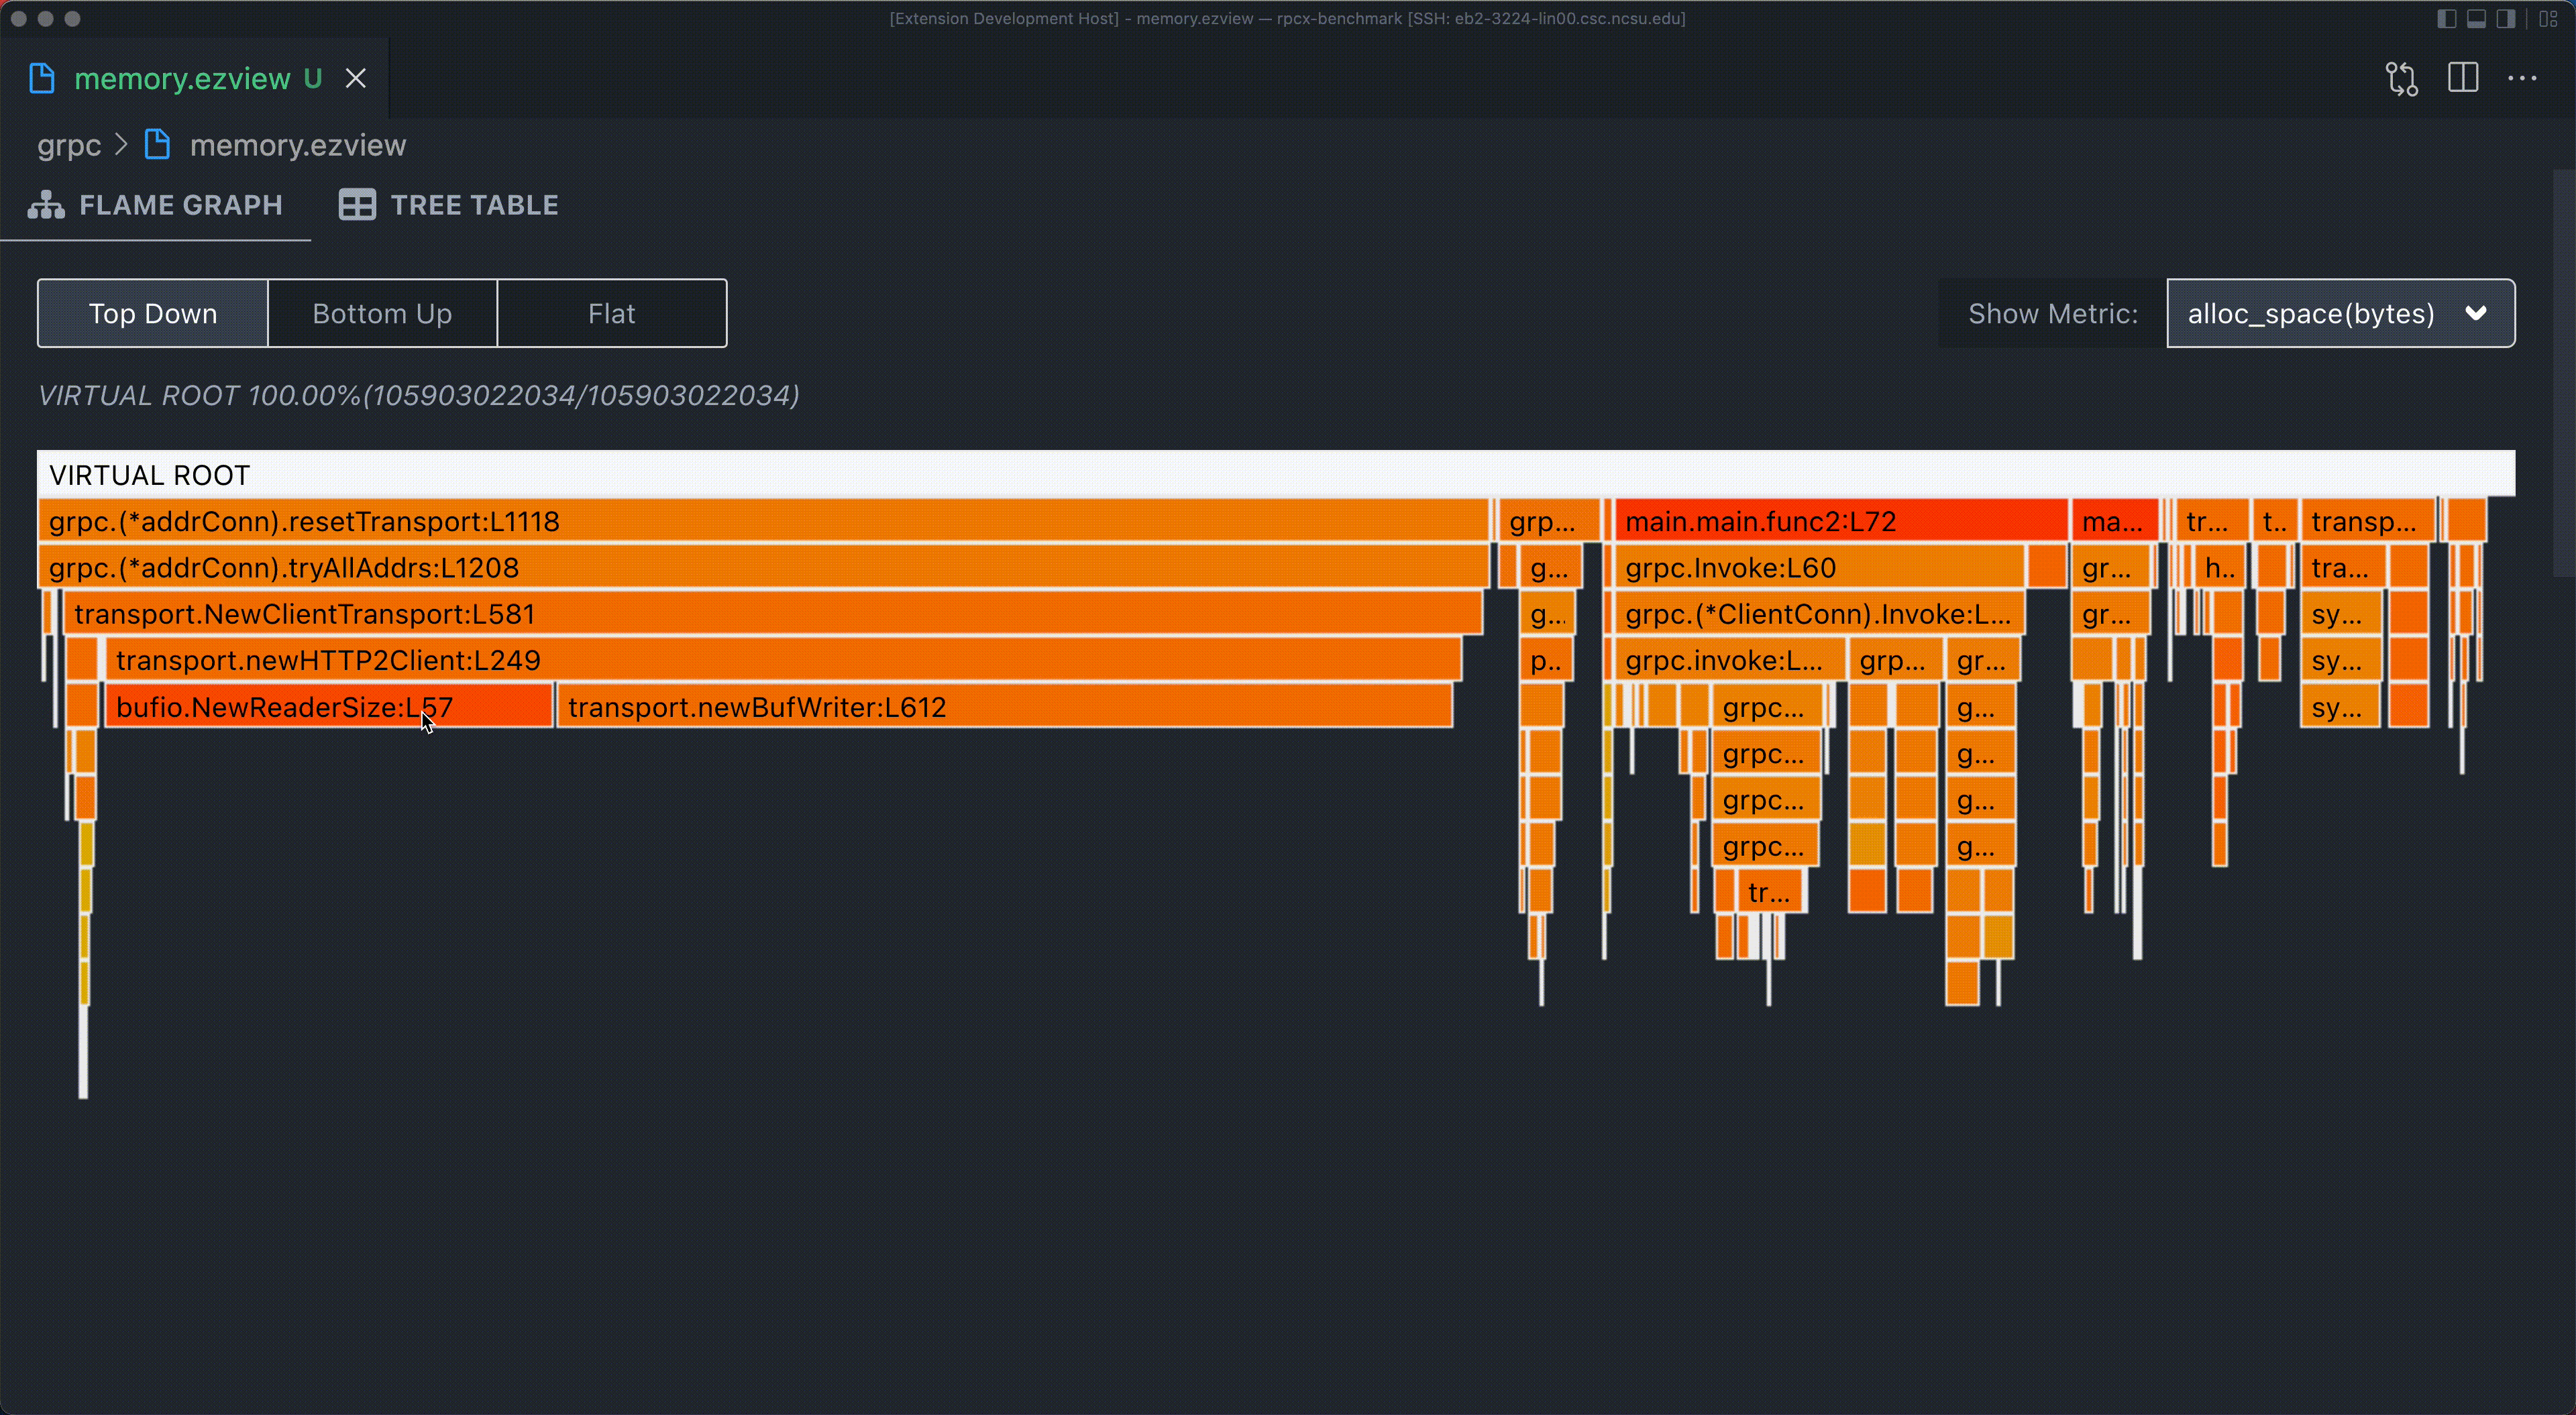 [Extension Development Host] - memory.ezview — rpcx-benchmark [SSH: eb2-3224-lin00.csc.ncsu.edu]
memory.ezview U
grpc > memory.ezview
FLAME GRAPH TREE TABLE
Top Down Bottom Up Flat Show Metric: alloc_space(bytes)
VIRTUAL ROOT 100.00%(105903022034/105903022034)
VIRTUAL ROOT
grpc.(*addrConn).resetTransport:L1118 grp... main.main.func2:L72 ma... tr... t.. transp...
grpc.(*addrConn).tryAllAddrs:L1208 g... grpc.Invoke:L60 gr... h.. tra...
transport.NewClientTransport:L581 g... grpc.(*ClientConn).Invoke:L... gr... sy...
transport.newHTTP2Client:L249 p.. grpc.invoke:L... grp... gr... sy...
bufio.NewReaderSize:L57 transport.newBufWriter:L612 grpc... g... sy...
grpc... g...
grpc... g...
grpc... g...
tr...